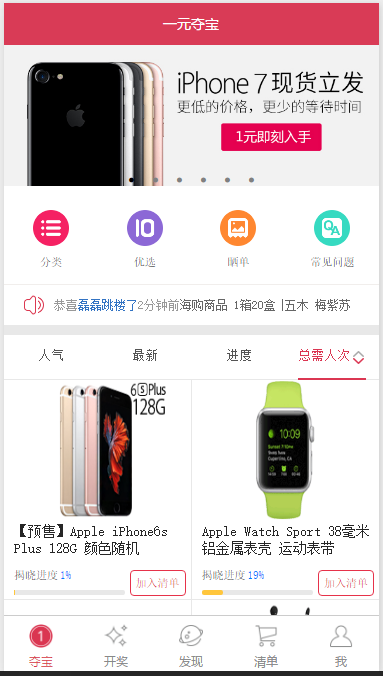 一元夺宝
iPhone 7 现货立发
更低的价格，更少的等待时间
1元即刻入手
分类 优选 晒单 常见问题
恭喜磊磊跳楼了2分钟前海购商品 1箱20盒 |五木 梅紫苏
人气 最新 进度 总需人次
6SPlus
128G
10:09
【预售】Apple iPhone6s
Plus 128G 颜色随机
Apple Watch Sport 38毫米
铝金属表壳 运动表带
揭晓进度 1% 加入清单
揭晓进度 19% 加入清单
夺宝 开奖 发现 清单 我